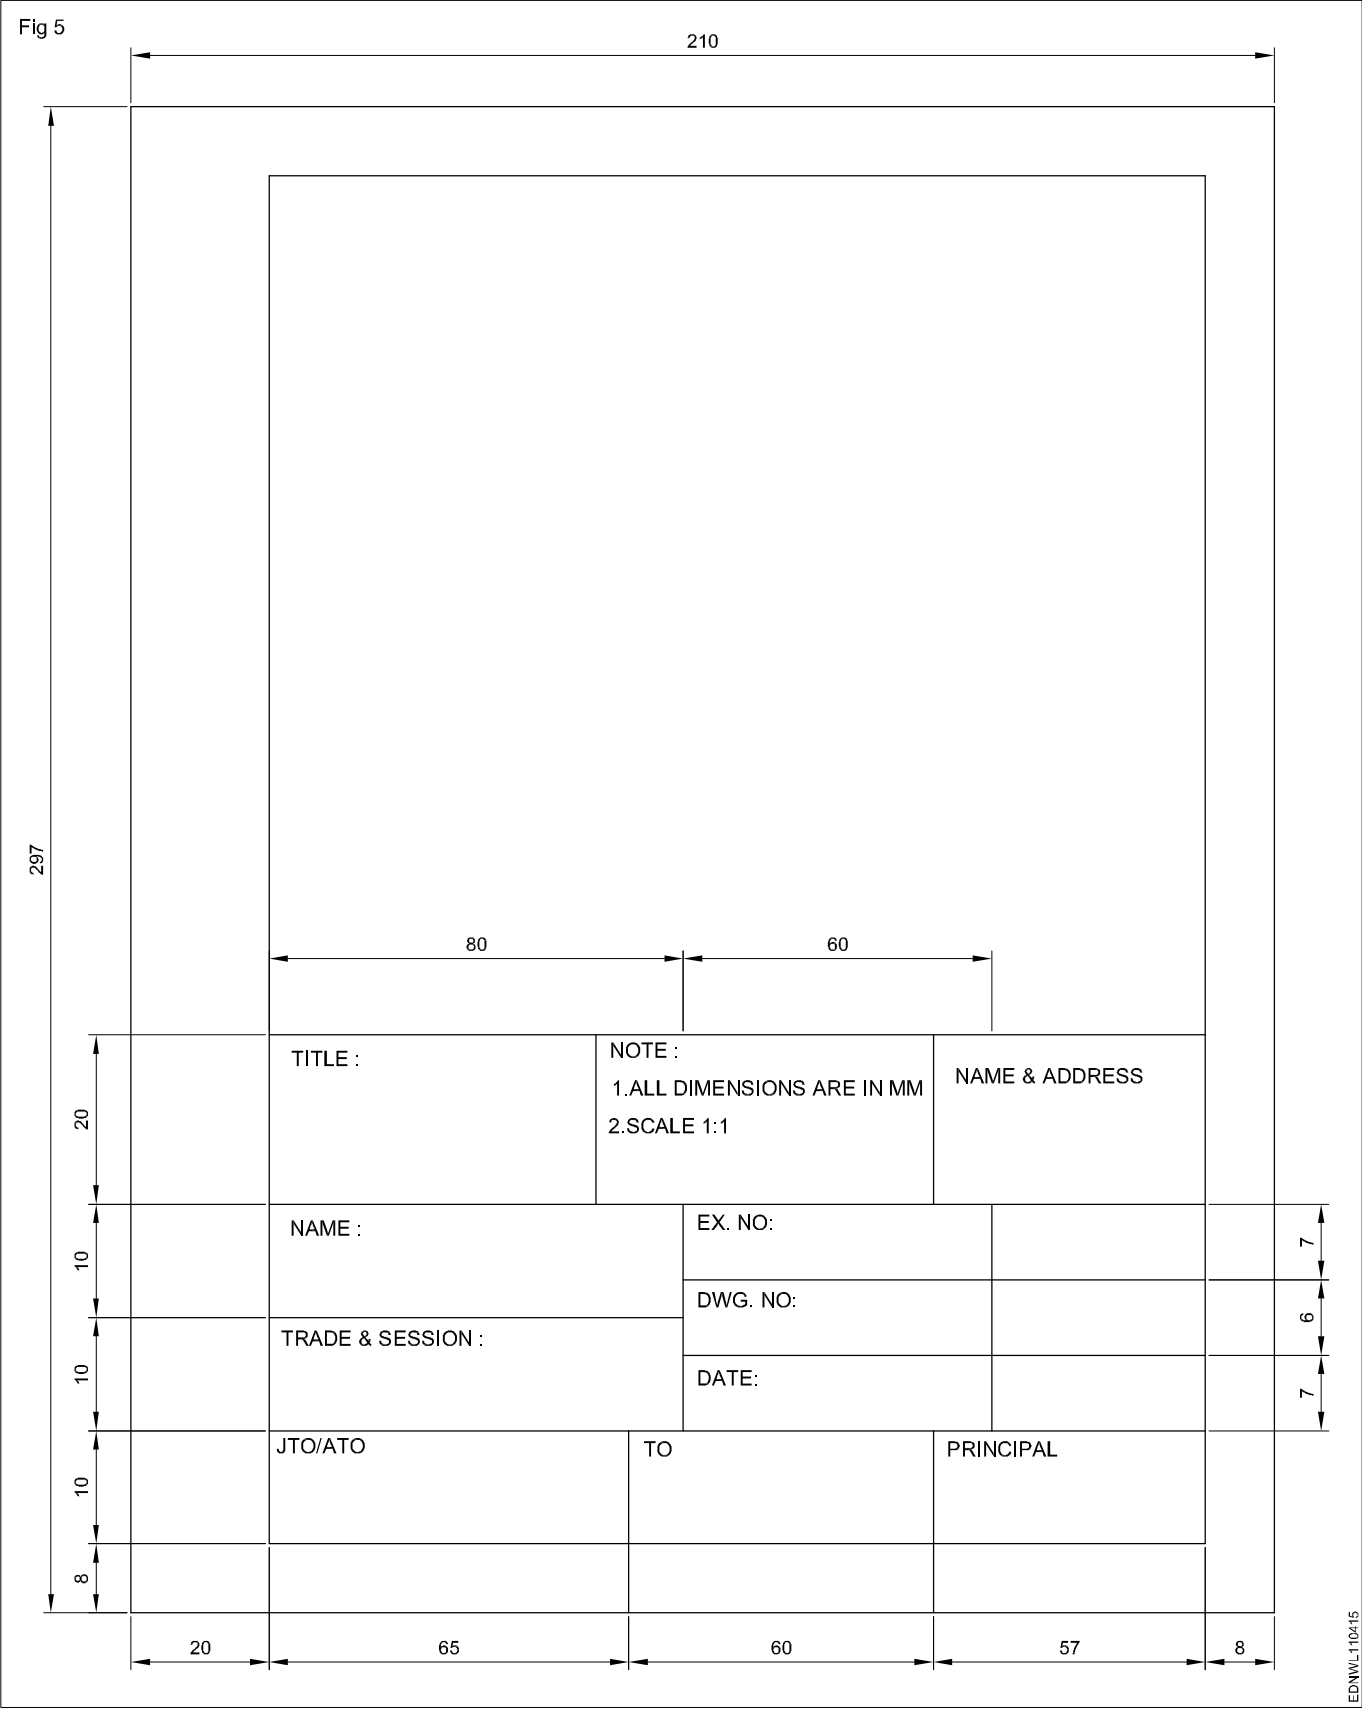 Fig 5
210
297
80
60
TITLE :
NOTE :
1.ALL DIMENSIONS ARE IN MM
2.SCALE 1:1
NAME & ADDRESS
20
NAME :
EX. NO:
7
10
DWG. NO:
6
TRADE & SESSION :
10
DATE:
7
JTO/ATO
TO
PRINCIPAL
10
8
20
65
60
57
8
EDNWL110415